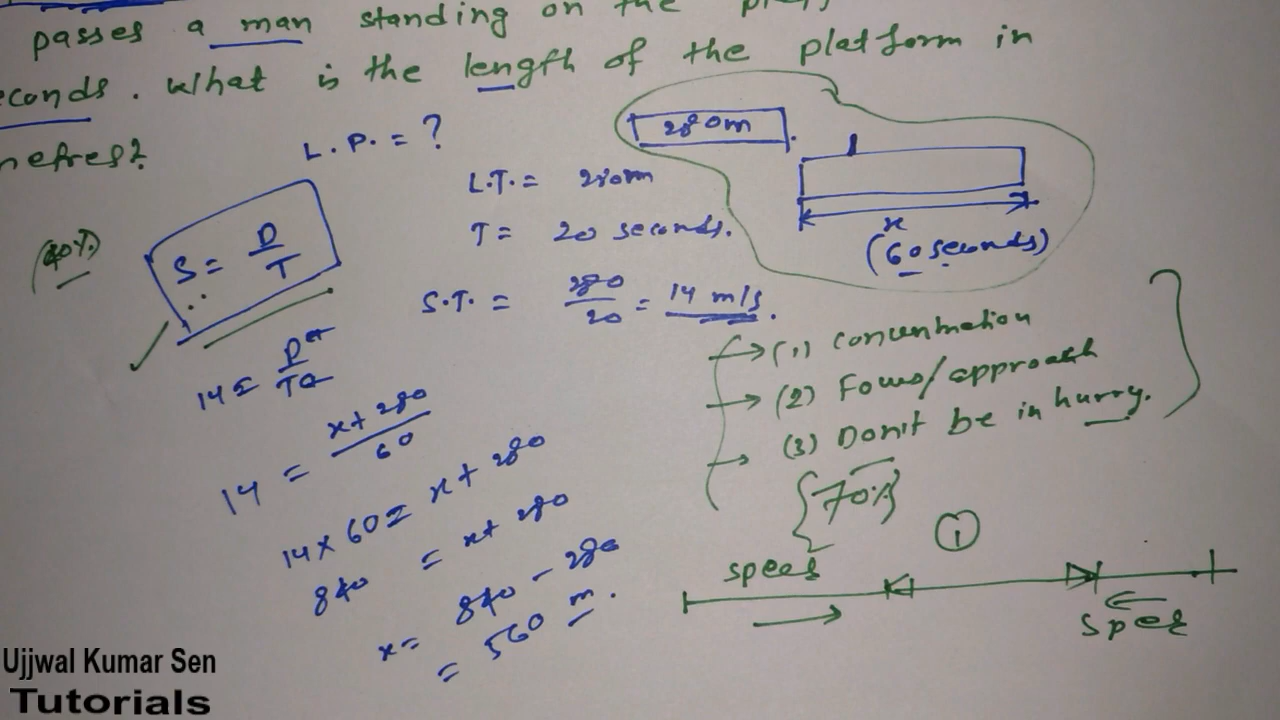 passes a man standing on the
econds. What is the length of the platform in
metres?
L.P. = ?
280m
L.T. = 280m
T = 20 seconds.
x
(60 seconds)
S = D
T
S.T. = 280
20 = 14 m/s.
14 =
14 = x + 280
60
14 x 60 = x + 280
840 = x + 280
x = 840 - 280
= 560 m.
(1) concentration
(2) Focus/approach
(3) Don't be in hurry.
70%
1
speed
speed
Ujjwal Kumar Sen
Tutorials